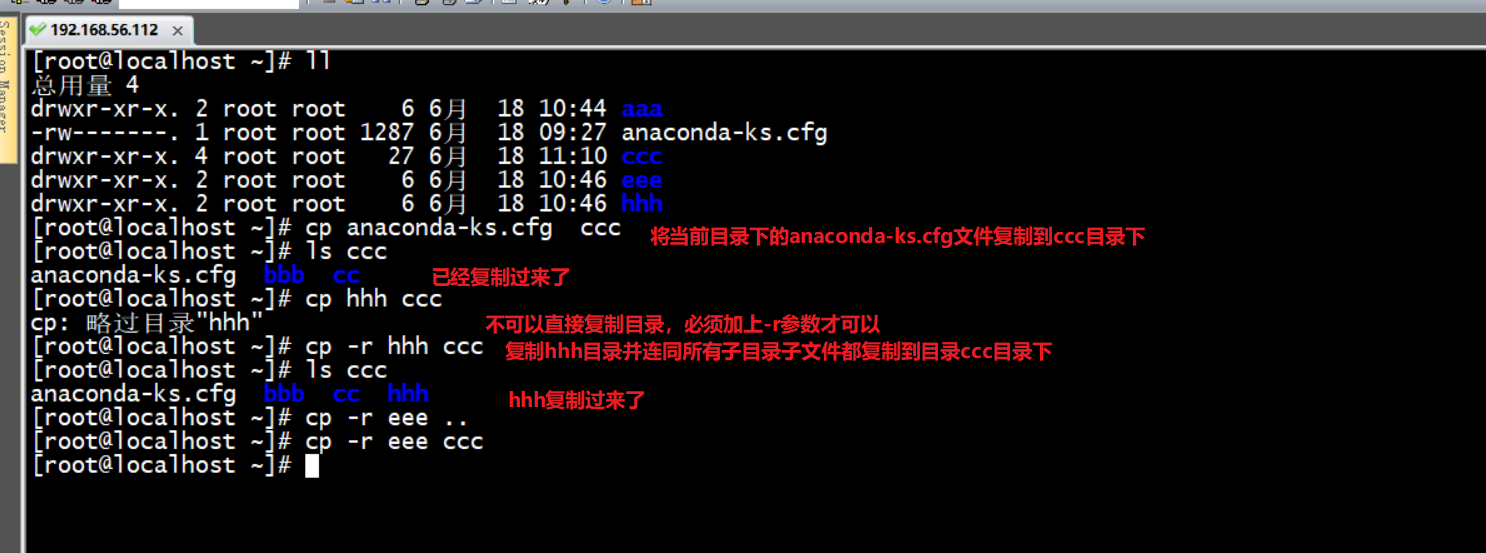 Session Manager
192.168.56.112
[root@localhost ~]# ll
总用量 4
drwxr-xr-x. 2 root root    6 6月  18 10:44 aaa
-rw-------. 1 root root 1287 6月  18 09:27 anaconda-ks.cfg
drwxr-xr-x. 4 root root   27 6月  18 11:10 ccc
drwxr-xr-x. 2 root root    6 6月  18 10:46 eee
drwxr-xr-x. 2 root root    6 6月  18 10:46 hhh
[root@localhost ~]# cp anaconda-ks.cfg  ccc 将当前目录下的anaconda-ks.cfg文件复制到ccc目录下
[root@localhost ~]# ls ccc
anaconda-ks.cfg  bbb  cc 已经复制过来了
[root@localhost ~]# cp hhh ccc
cp: 略过目录"hhh" 不可以直接复制目录，必须加上-r参数才可以
[root@localhost ~]# cp -r hhh ccc 复制hhh目录并连同所有子目录子文件都复制到目录ccc目录下
[root@localhost ~]# ls ccc
anaconda-ks.cfg  bbb  cc  hhh hhh复制过来了
[root@localhost ~]# cp -r eee ..
[root@localhost ~]# cp -r eee ccc
[root@localhost ~]#